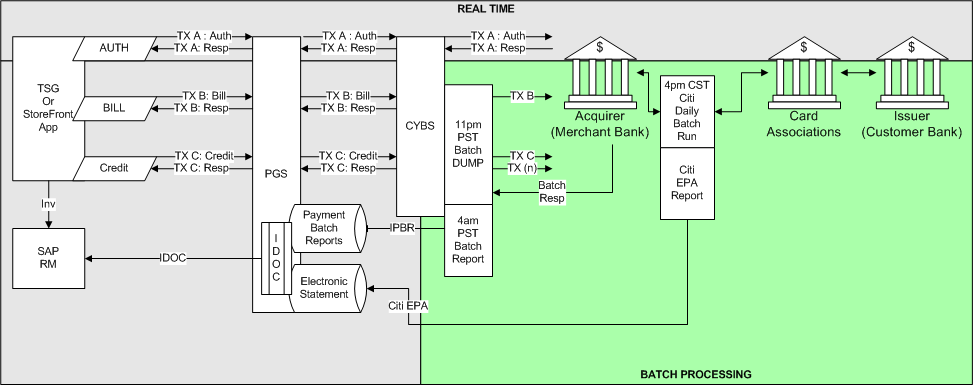 REAL TIME
TSG
Or
StoreFront
App
AUTH
TX A : Auth
TX A: Resp
TX A : Auth
TX A: Resp
TX A : Auth
TX A: Resp
BILL
TX B: Bill
TX B: Resp
TX B: Bill
TX B: Resp
TX B
Credit
TX C: Credit
TX C: Resp
TX C: Credit
TX C: Resp
TX C
TX (n)
PGS
CYBS
11pm
PST
Batch
DUMP
4am
PST
Batch
Report
$
Acquirer
(Merchant Bank)
4pm CST
Citi
Daily
Batch
Run
Citi
EPA
Report
$
Card
Associations
$
Issuer
(Customer Bank)
Batch
Resp
Inv
SAP
RM
IDOC
I
D
O
C
Payment
Batch
Reports
IPBR
Electronic
Statement
Citi EPA
BATCH PROCESSING